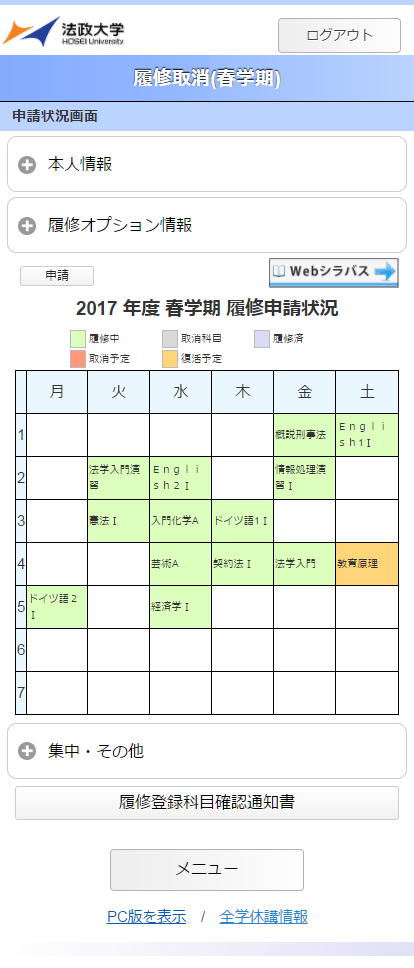 法政大学
HOSEI University
ログアウト
履修取消(春学期)
申請状況画面
本人情報
履修オプション情報
申請
Webシラバス
2017 年度 春学期 履修申請状況
履修中 取消科目 履修済
取消予定 復活予定
月 火 水 木 金 土
1 概説刑事法 Ｅｎｇｌｉ
ｓｈ１Ⅰ
2 法学入門演 Ｅｎｇｌｉ 情報処理演
習 ｓｈ２Ⅰ 習Ⅰ
3 憲法Ⅰ 入門化学A ドイツ語1Ⅰ
4 芸術A 契約法Ⅰ 法学入門 教育原理
5 ドイツ語２ 経済学Ⅰ
Ⅰ
6
7
集中・その他
履修登録科目確認通知書
メニュー
PC版を表示 / 全学休講情報